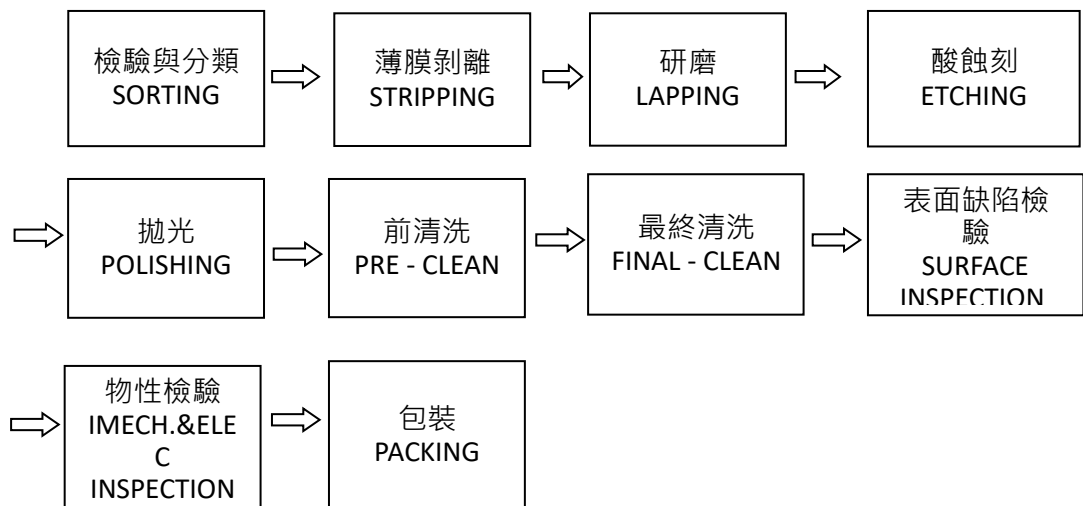 檢驗與分類
SORTING
薄膜剝離
STRIPPING
研磨
LAPPING
酸蝕刻
ETCHING
拋光
POLISHING
前清洗
PRE - CLEAN
最終清洗
FINAL - CLEAN
表面缺陷檢
驗
SURFACE
INSPECTION
物性檢驗
IMECH.&ELE
C
INSPECTION
包裝
PACKING